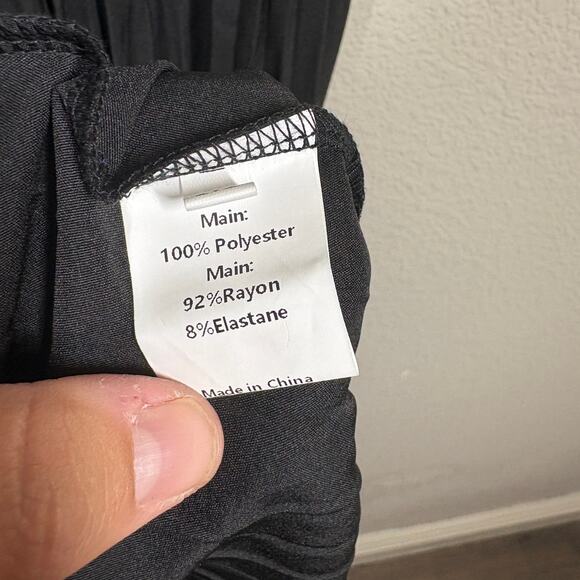 Main:
100% Polyester
Main:
92%Rayon
8%Elastane
Made in China